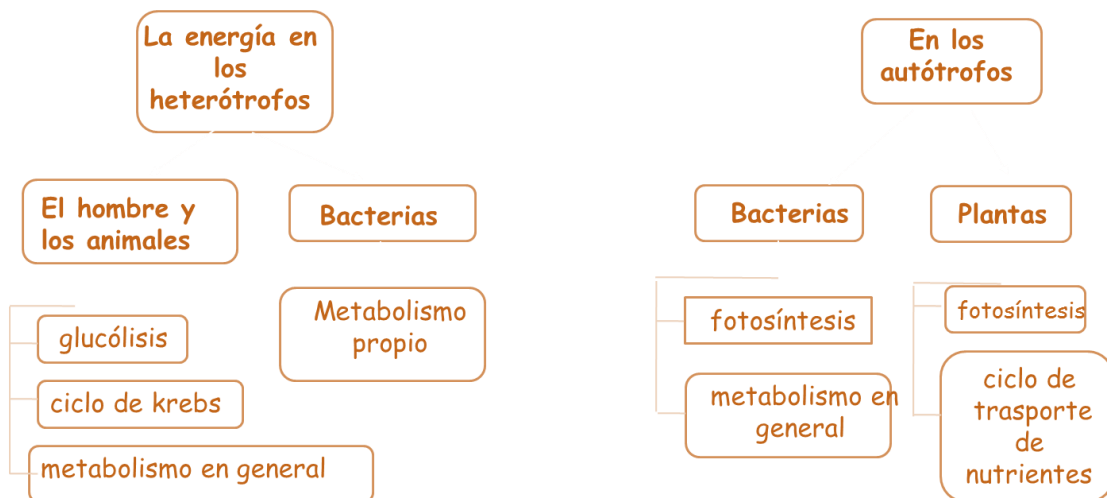 La energía en
los
heterótrofos
En los
autótrofos
El hombre y
los animales
Bacterias
Bacterias
Plantas
glucólisis
ciclo de krebs
metabolismo en general
Metabolismo
propio
fotosíntesis
metabolismo en
general
fotosíntesis
ciclo de
trasporte
de
nutrientes